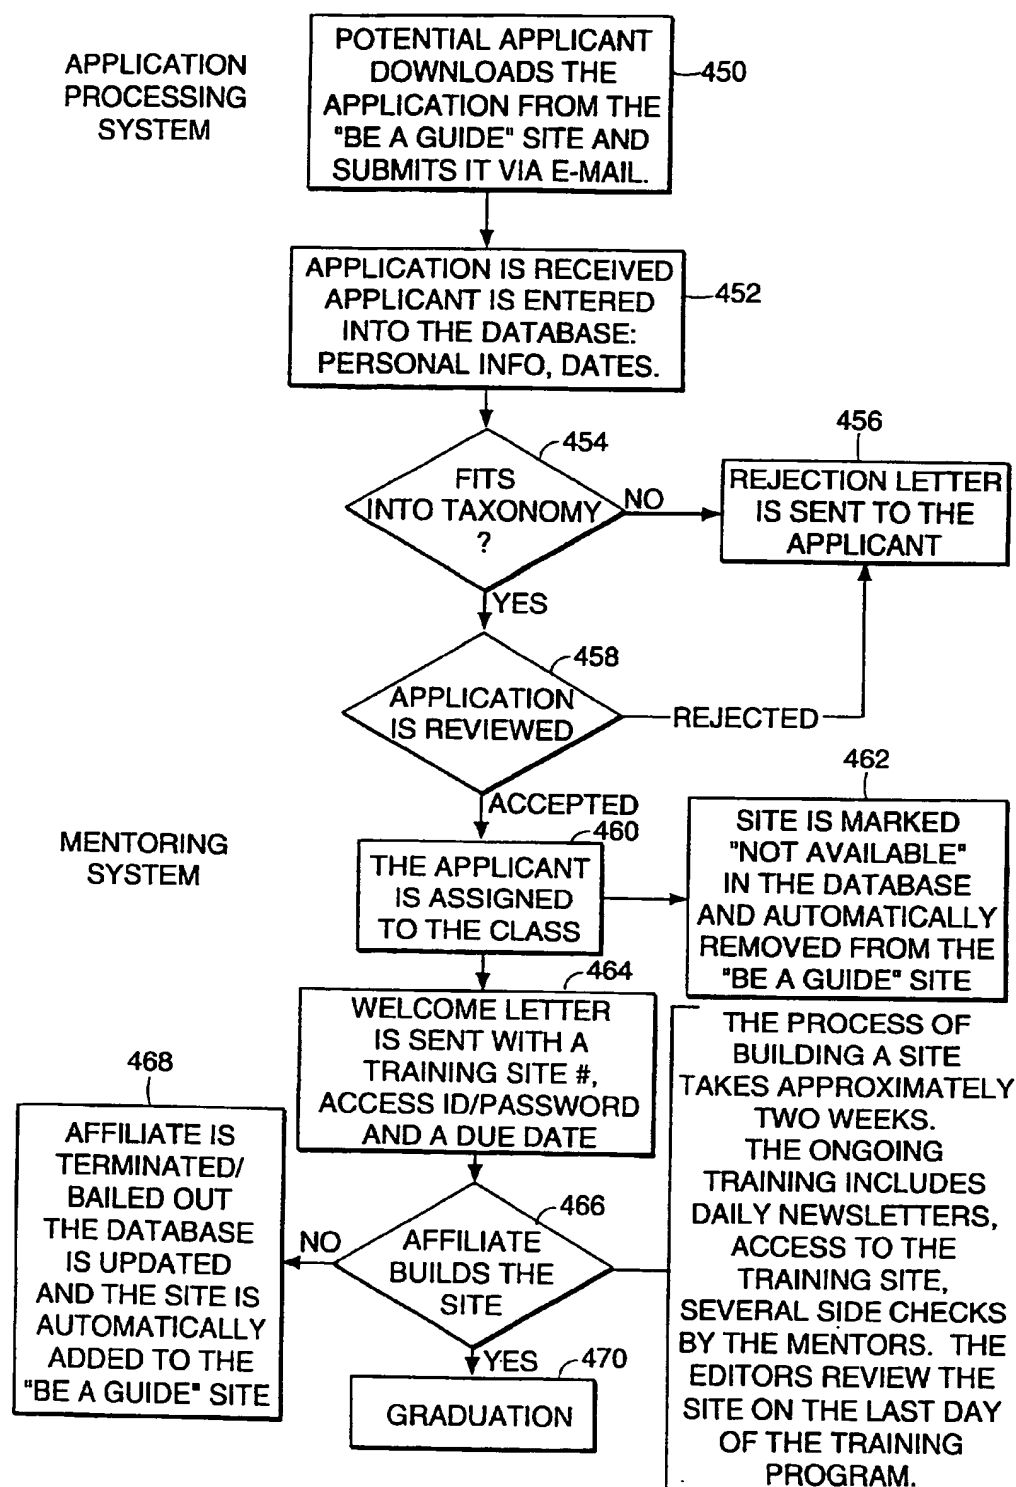 APPLICATION
PROCESSING
SYSTEM
POTENTIAL APPLICANT
DOWNLOADS THE
APPLICATION FROM THE
"BE A GUIDE" SITE AND
SUBMITS IT VIA E-MAIL.
450
APPLICATION IS RECEIVED
APPLICANT IS ENTERED
INTO THE DATABASE:
PERSONAL INFO, DATES.
452
454
FITS
INTO TAXONOMY
?
NO
456
REJECTION LETTER
IS SENT TO THE
APPLICANT
YES
458
APPLICATION
IS REVIEWED
REJECTED
ACCEPTED
MENTORING
SYSTEM
460
THE APPLICANT
IS ASSIGNED
TO THE CLASS
462
SITE IS MARKED
"NOT AVAILABLE"
IN THE DATABASE
AND AUTOMATICALLY
REMOVED FROM THE
"BE A GUIDE" SITE
464
WELCOME LETTER
IS SENT WITH A
TRAINING SITE #,
ACCESS ID/PASSWORD
AND A DUE DATE
466
AFFILIATE
BUILDS THE
SITE
NO
468
AFFILIATE IS
TERMINATED/
BAILED OUT
THE DATABASE
IS UPDATED
AND THE SITE IS
AUTOMATICALLY
ADDED TO THE
"BE A GUIDE" SITE
YES
470
GRADUATION
THE PROCESS OF
BUILDING A SITE
TAKES APPROXIMATELY
TWO WEEKS.
THE ONGOING
TRAINING INCLUDES
DAILY NEWSLETTERS,
ACCESS TO THE
TRAINING SITE,
SEVERAL SIDE CHECKS
BY THE MENTORS. THE
EDITORS REVIEW THE
SITE ON THE LAST DAY
OF THE TRAINING
PROGRAM.